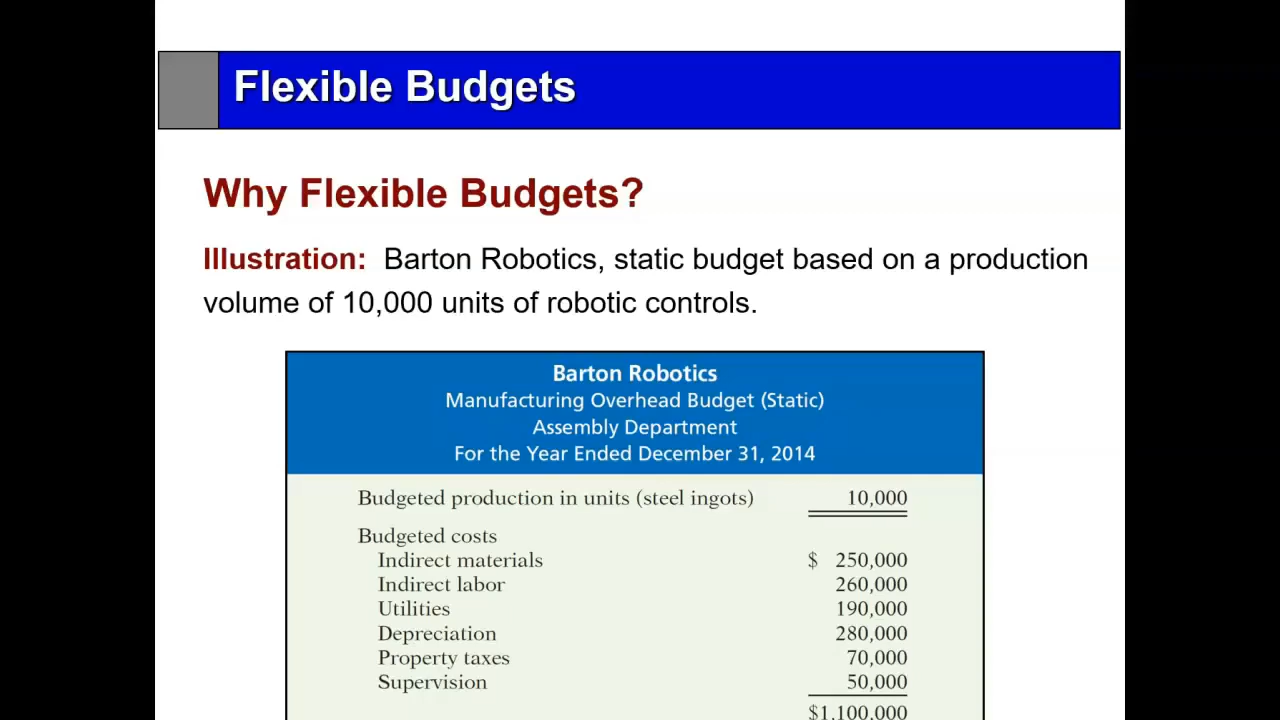 Flexible Budgets
Why Flexible Budgets?
Illustration: Barton Robotics, static budget based on a production
volume of 10,000 units of robotic controls.
Barton Robotics
Manufacturing Overhead Budget (Static)
Assembly Department
For the Year Ended December 31, 2014
Budgeted production in units (steel ingots) 10,000
Budgeted costs
Indirect materials $ 250,000
Indirect labor 260,000
Utilities 190,000
Depreciation 280,000
Property taxes 70,000
Supervision 50,000
$1,100,000